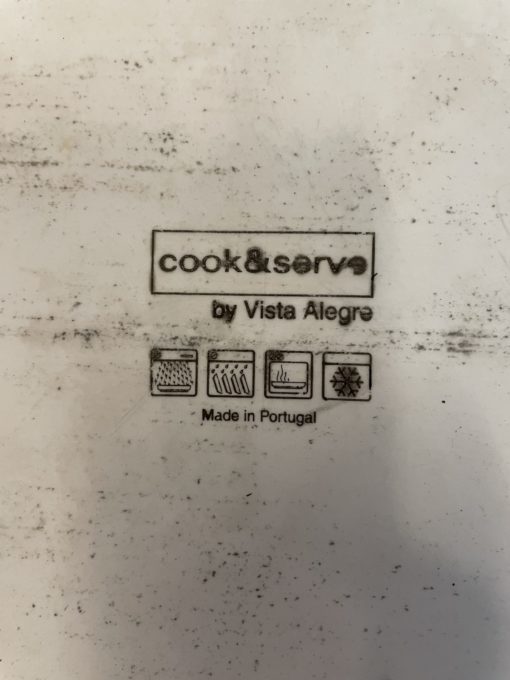 cook&serve
by Vista Alegre
Made in Portugal